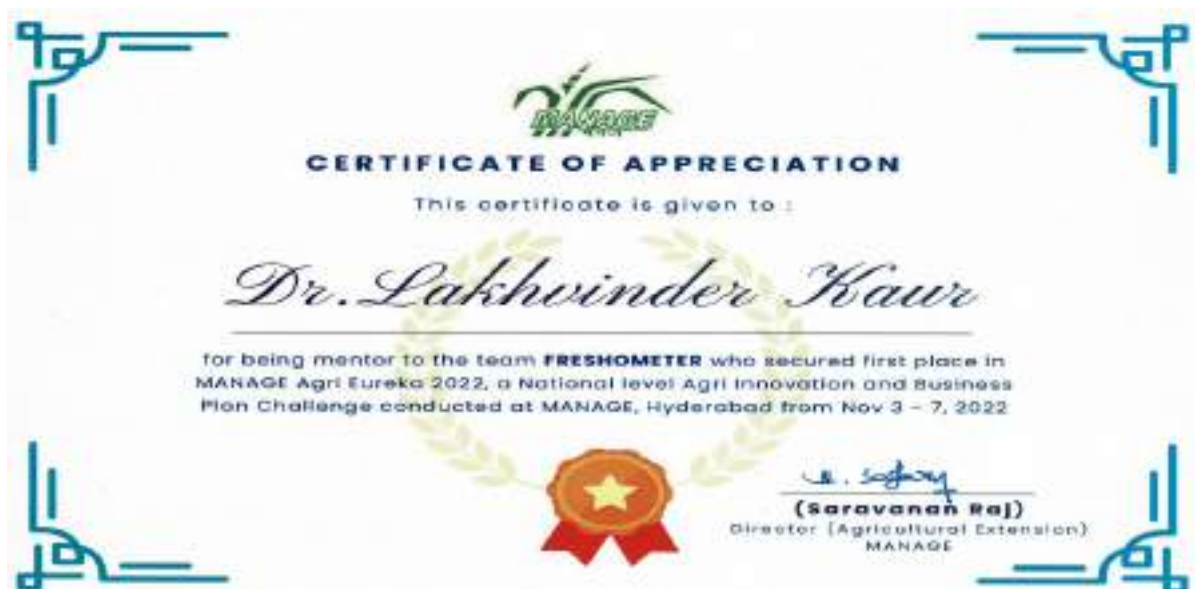 MANAGE
CERTIFICATE OF APPRECIATION
This certificate is given to :
Dr. Lakhvinder Kaur
for being mentor to the team FRESHOMETER who secured first place in
MANAGE Agri Eureka 2022, a National level Agri Innovation and Business
Plan Challenge conducted at MANAGE, Hyderabad from Nov 3 - 7, 2022
(Saravanan Raj)
Director (Agricultural Extension)
MANAGE